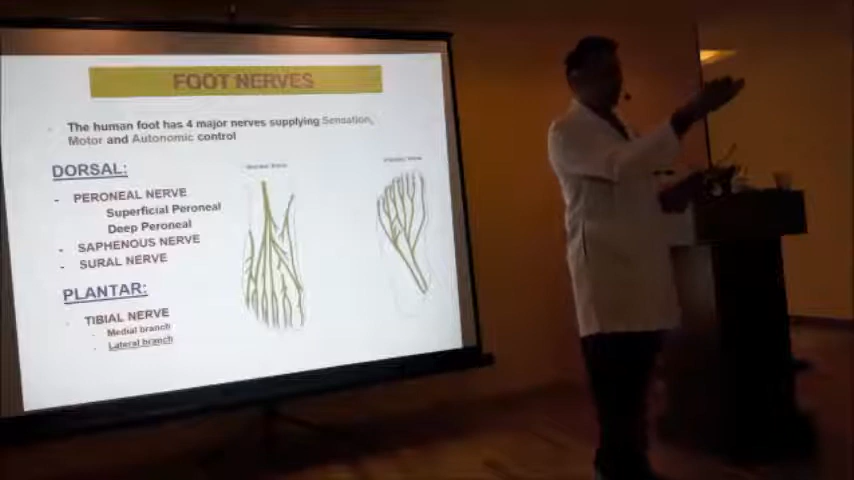 FOOT NERVES
The human foot has 4 major nerves supplying Sensation,
Motor and Autonomic control
DORSAL:
- PERONEAL NERVE
Superficial Peroneal
Deep Peroneal
- SAPHENOUS NERVE
- SURAL NERVE
PLANTAR:
- TIBIAL NERVE
- Medial branch
- Lateral branch